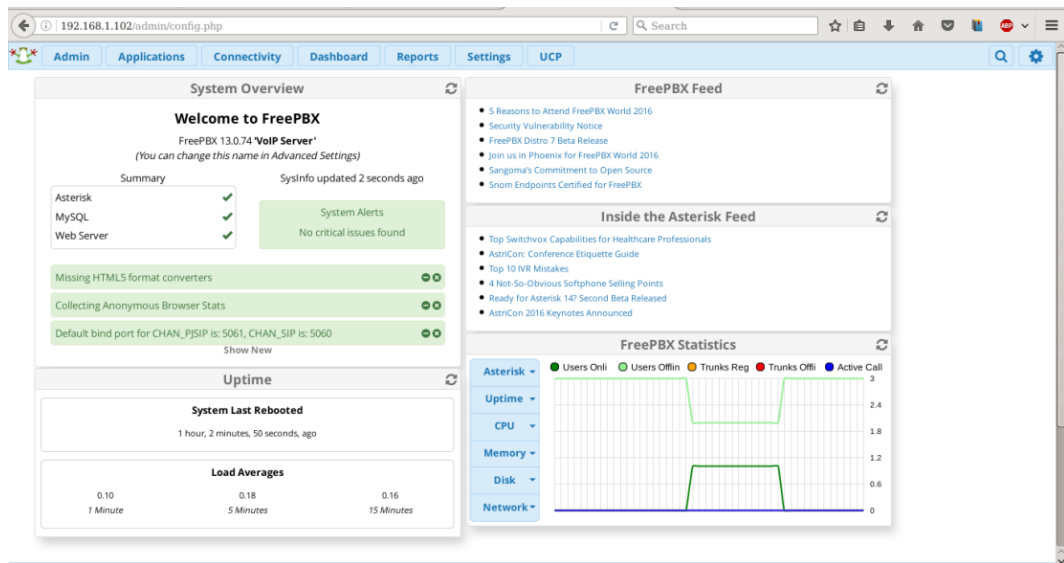 192.168.1.102/admin/config.php
Search
ABP
Admin Applications Connectivity Dashboard Reports Settings UCP
System Overview
Welcome to FreePBX
FreePBX 13.0.74 'VoIP Server'
(You can change this name in Advanced Settings)
Summary
SysInfo updated 2 seconds ago
Asterisk
MySQL
Web Server
System Alerts
No critical issues found
Missing HTML5 format converters
Collecting Anonymous Browser Stats
Default bind port for CHAN_PJSIP is: 5061, CHAN_SIP is: 5060
Show New
Uptime
System Last Rebooted
1 hour, 2 minutes, 50 seconds, ago
Load Averages
0.10 0.18 0.16
1 Minute 5 Minutes 15 Minutes
FreePBX Feed
5 Reasons to Attend FreePBX World 2016
Security Vulnerability Notice
FreePBX Distro 7 Beta Release
Join us in Phoenix for FreePBX World 2016
Sangoma's Commitment to Open Source
Snom Endpoints Certified for FreePBX
Inside the Asterisk Feed
Top Switchvox Capabilities for Healthcare Professionals
AstriCon: Conference Etiquette Guide
Top 10 IVR Mistakes
4 Not-So-Obvious Softphone Selling Points
Ready for Asterisk 14? Second Beta Released
AstriCon 2016 Keynotes Announced
FreePBX Statistics
Asterisk
Uptime
CPU
Memory
Disk
Network
Users Onli Users Offlin Trunks Reg Trunks Offli Active Call
3
2.4
1.8
1.2
0.6
0